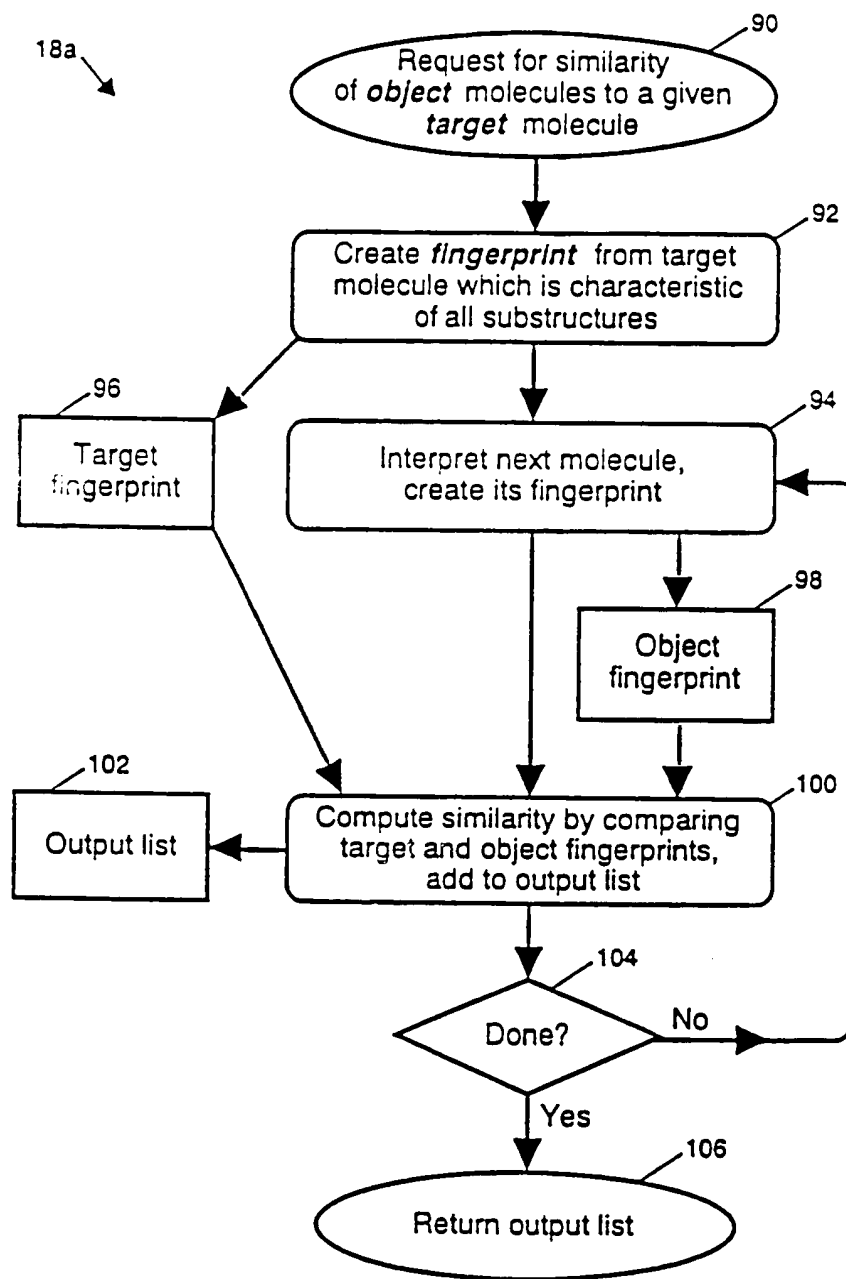 18a
90
Request for similarity
of object molecules to a given
target molecule
92
Create fingerprint from target
molecule which is characteristic
of all substructures
96
Target
fingerprint
94
Interpret next molecule,
create its fingerprint
98
Object
fingerprint
102
Output list
100
Compute similarity by comparing
target and object fingerprints,
add to output list
104
Done?
No
Yes
106
Return output list